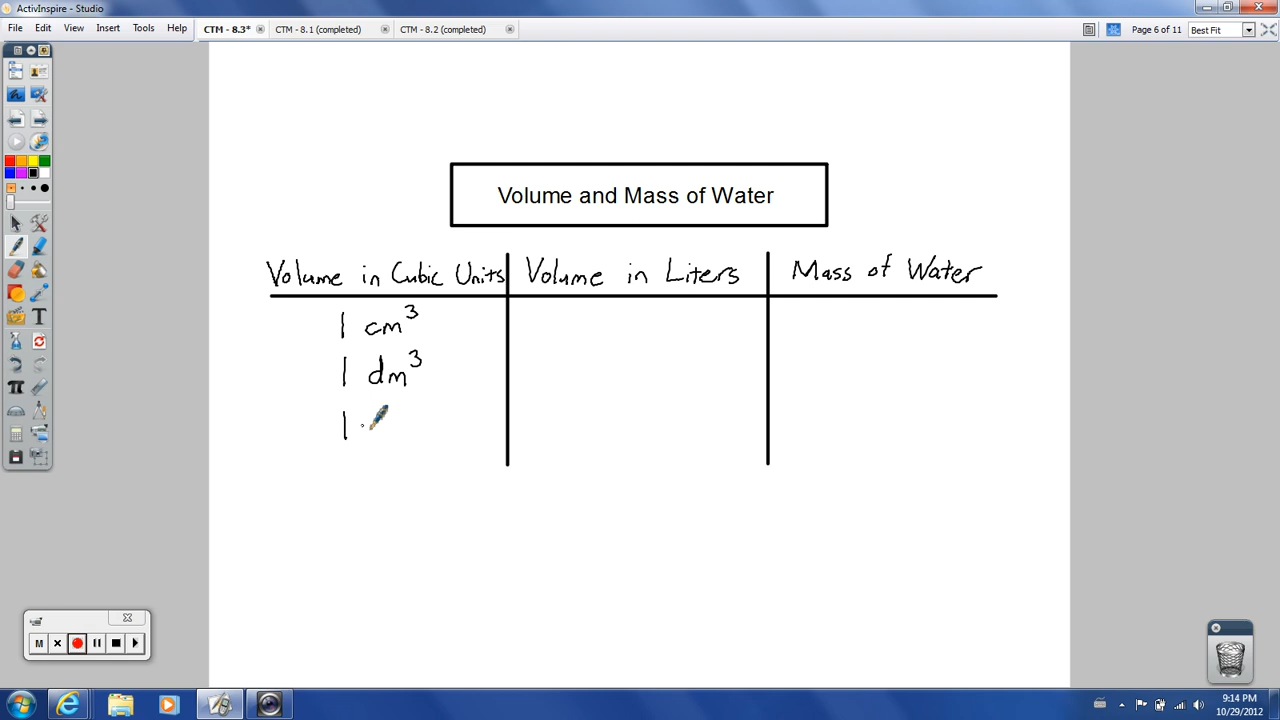 ActivInspire - Studio
File Edit View Insert Tools Help
CTM - 8.3* CTM - 8.1 (completed) CTM - 8.2 (completed)
Page 6 of 11 Best Fit
Volume and Mass of Water
Volume in Cubic Units Volume in Liters Mass of Water
1 cm³
1 dm³
1
M
9:14 PM
10/29/2012